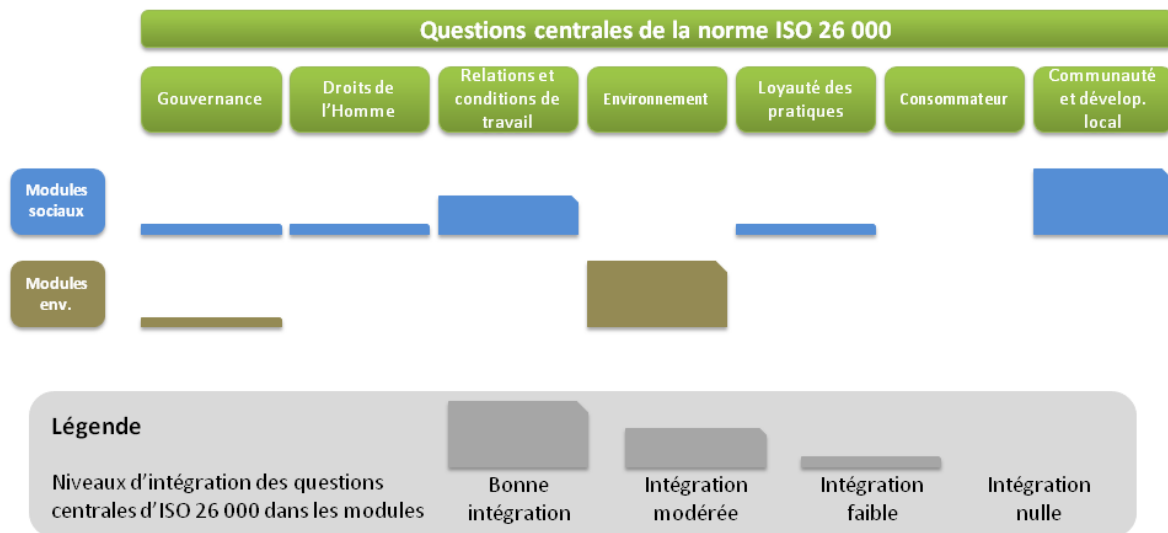 Questions centrales de la norme ISO 26 000
Gouvernance
Droits de
l'Homme
Relations et
conditions de
travail
Environnement
Loyauté des
pratiques
Consommateur
Communauté
et dévelop.
local
Modules
sociaux
Modules
env.
Légende
Niveaux d'intégration des questions
centrales d'ISO 26 000 dans les modules
Bonne
intégration
Intégration
modérée
Intégration
faible
Intégration
nulle